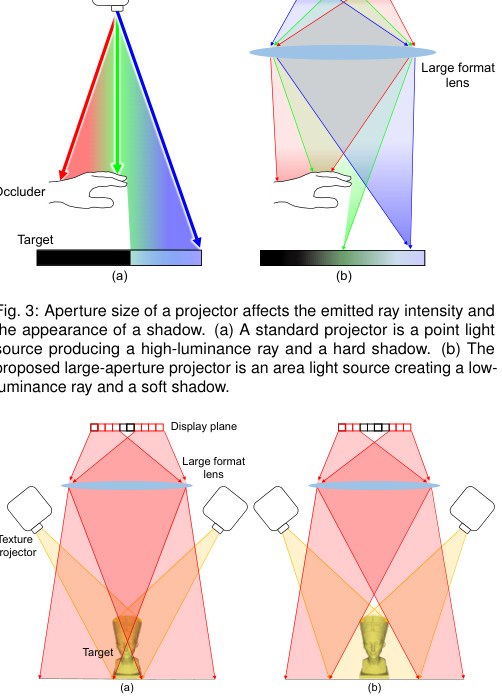 Large format
lens
Occluder
Target
(a)
(b)
Fig. 3: Aperture size of a projector affects the emitted ray intensity and
the appearance of a shadow. (a) A standard projector is a point light
source producing a high-luminance ray and a hard shadow. (b) The
proposed large-aperture projector is an area light source creating a low-
luminance ray and a soft shadow.
Display plane
Large format
lens
Texture
projector
Target
(a)
(b)